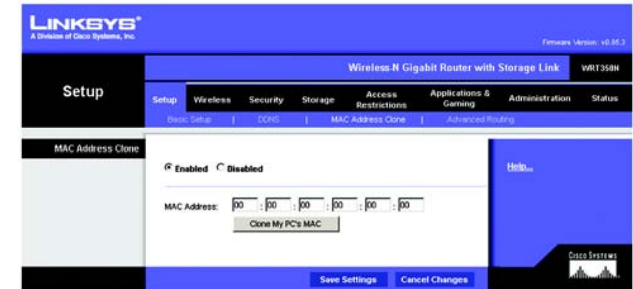 LINKSYS®
A Division of Cisco Systems, Inc.
Firmware Version: v0.95.3
Wireless-N Gigabit Router with Storage Link WRT350N
Setup
Setup Wireless Security Storage Access Restrictions Applications & Gaming Administration Status
Basic Setup | DDNS | MAC Address Clone | Advanced Routing
MAC Address Clone
Enabled Disabled
Help...
MAC Address: 00 : 00 : 00 : 00 : 00 : 00
Clone My PC's MAC
Save Settings Cancel Changes
CISCO SYSTEMS